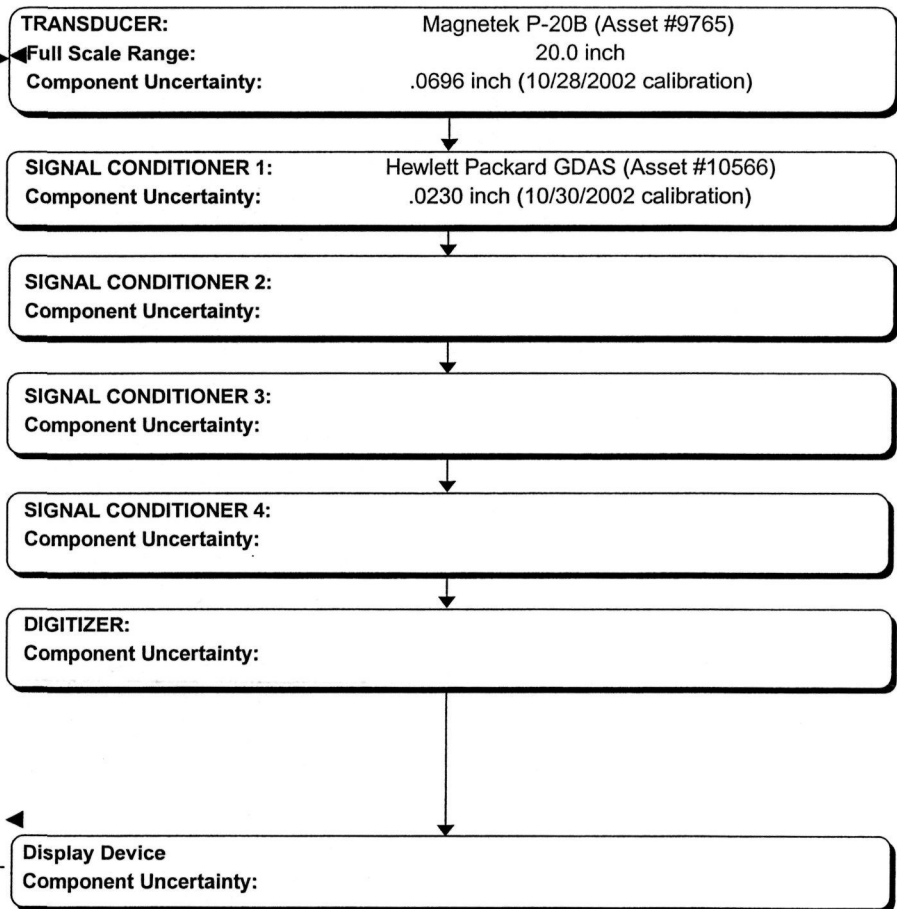 TRANSDUCER: Magnetek P-20B (Asset #9765)
Full Scale Range: 20.0 inch
Component Uncertainty: .0696 inch (10/28/2002 calibration)
SIGNAL CONDITIONER 1: Hewlett Packard GDAS (Asset #10566)
Component Uncertainty: .0230 inch (10/30/2002 calibration)
SIGNAL CONDITIONER 2:
Component Uncertainty:
SIGNAL CONDITIONER 3:
Component Uncertainty:
SIGNAL CONDITIONER 4:
Component Uncertainty:
DIGITIZER:
Component Uncertainty:
Display Device
Component Uncertainty: